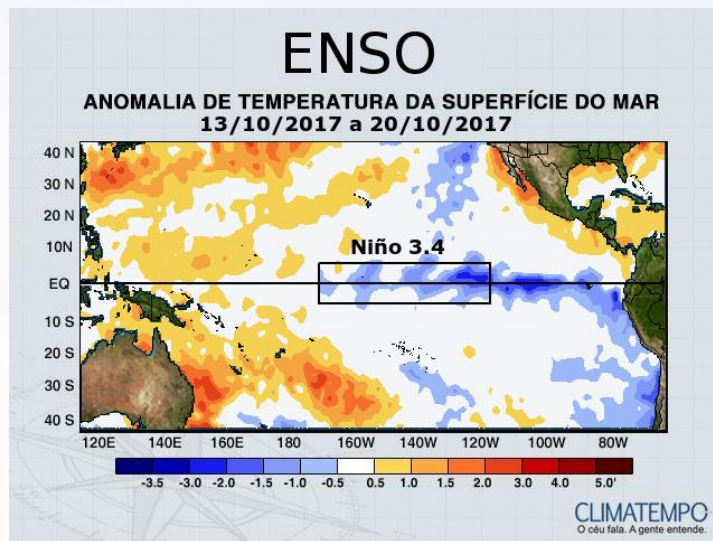 ENSO
ANOMALIA DE TEMPERATURA DA SUPERFÍCIE DO MAR
13/10/2017 a 20/10/2017
40 N
30 N
20 N
10N
Niño 3.4
EQ
10 S
20 S
30 S
40 S
120E 140E 160E 180 160W 140W 120W 100W 80W
-3.5 -3.0 -2.0 -1.5 -1.0 -0.5 0.5 1.0 1.5 2.0 3.0 4.0 5.0'
CLIMATEMPO
O céu fala. A gente entende.